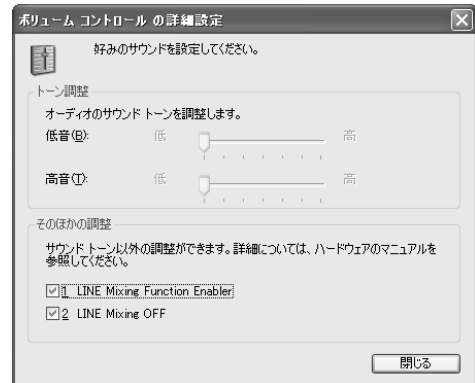 ボリューム コントロール の詳細設定
好みのサウンドを設定してください。
トーン調整
オーディオのサウンド トーンを調整します。
低音(B): 低 高
高音(T): 低 高
そのほかの調整
サウンド トーン以外の調整ができます。詳細については、ハードウェアのマニュアルを
参照してください。
1 LINE Mixing Function Enabler
2 LINE Mixing OFF
閉じる